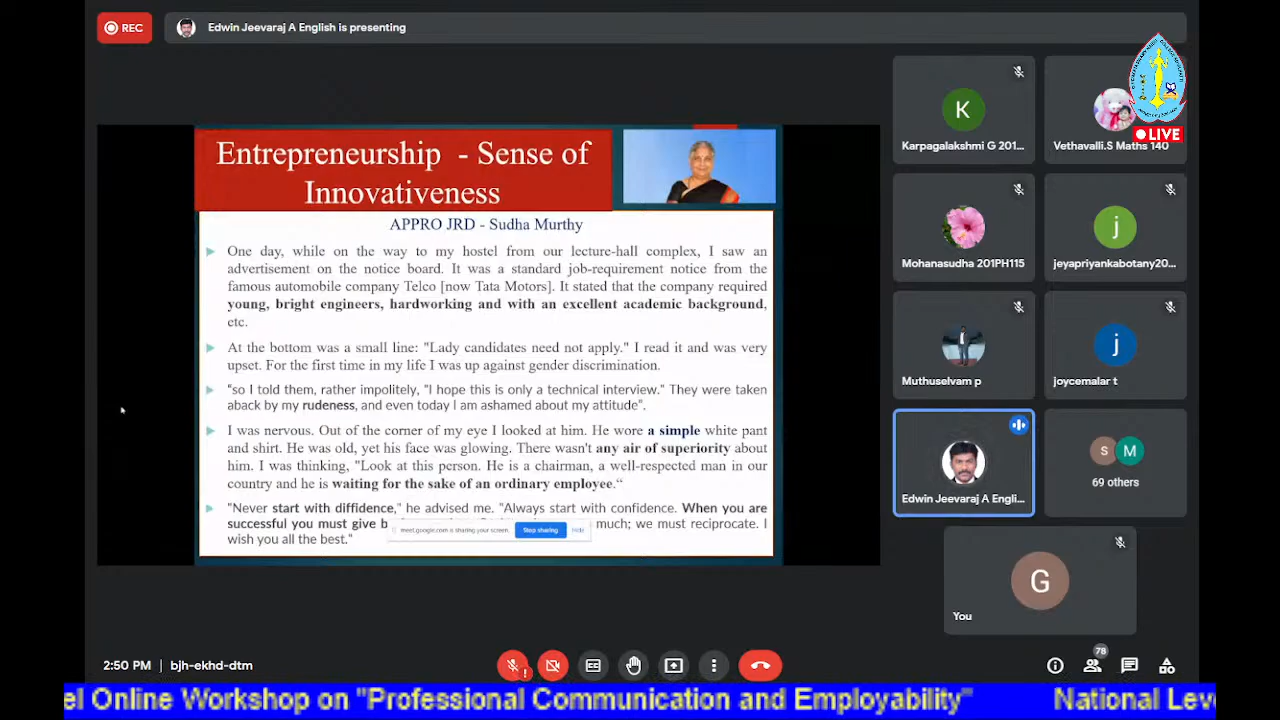 REC
Edwin Jeevaraj A English is presenting
LIVE
Karpagalakshmi G 201...
Vethavalli.S Maths 140
Mohanasudha 201PH115
jeyapriyankabotany20...
Muthuselvam p
joycemalar t
Edwin Jeevaraj A Engli...
69 others
You
Entrepreneurship - Sense of
Innovativeness
APPRO JRD - Sudha Murthy
One day, while on the way to my hostel from our lecture-hall complex, I saw an
advertisement on the notice board. It was a standard job-requirement notice from the
famous automobile company Telco [now Tata Motors]. It stated that the company required
young, bright engineers, hardworking and with an excellent academic background,
etc.
At the bottom was a small line: "Lady candidates need not apply." I read it and was very
upset. For the first time in my life I was up against gender discrimination.
"so I told them, rather impolitely, "I hope this is only a technical interview." They were taken
aback by my rudeness, and even today I am ashamed about my attitude".
I was nervous. Out of the corner of my eye I looked at him. He wore a simple white pant
and shirt. He was old, yet his face was glowing. There wasn't any air of superiority about
him. I was thinking, "Look at this person. He is a chairman, a well-respected man in our
country and he is waiting for the sake of an ordinary employee.“
"Never start with diffidence," he advised me. "Always start with confidence. When you are
successful you must give b much; we must reciprocate. I
wish you all the best."
meet.google.com is sharing your screen. Stop sharing Hide
K
j
j
S M
G
2:50 PM | bjh-ekhd-dtm
78
el Online Workshop on "Professional Communication and Employability" National Leve